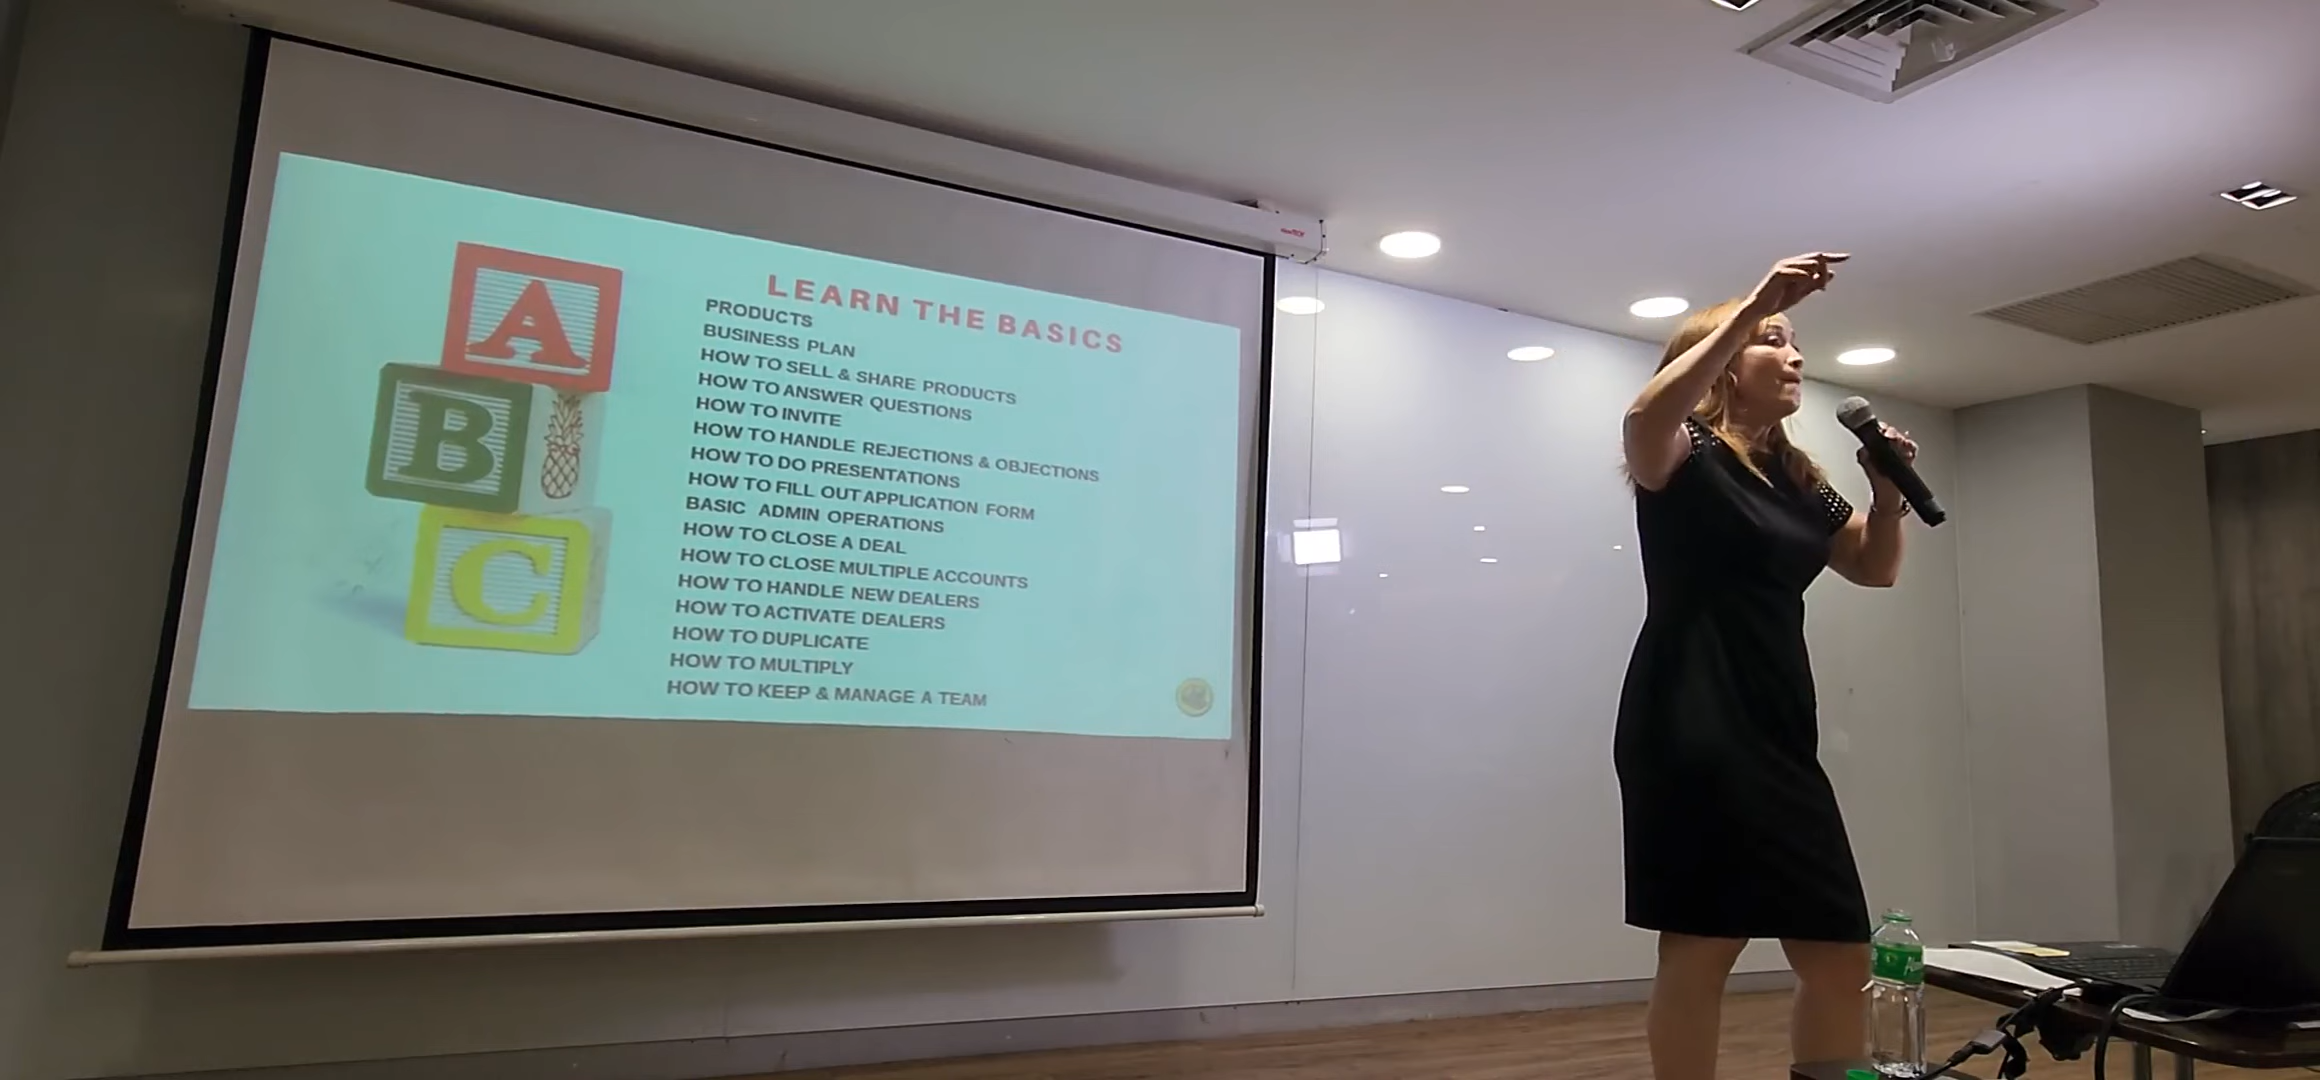 LEARN THE BASICS
PRODUCTS
BUSINESS PLAN
HOW TO SELL & SHARE PRODUCTS
HOW TO ANSWER QUESTIONS
HOW TO INVITE
HOW TO HANDLE REJECTIONS & OBJECTIONS
HOW TO DO PRESENTATIONS
HOW TO FILL OUT APPLICATION FORM
BASIC ADMIN OPERATIONS
HOW TO CLOSE A DEAL
HOW TO CLOSE MULTIPLE ACCOUNTS
HOW TO HANDLE NEW DEALERS
HOW TO ACTIVATE DEALERS
HOW TO DUPLICATE
HOW TO MULTIPLY
HOW TO KEEP & MANAGE A TEAM
A
B
C